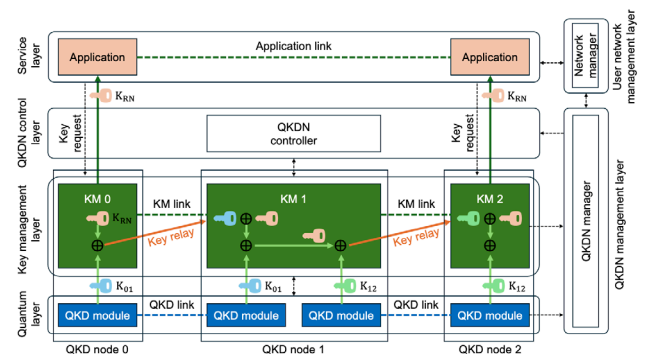 Service
layer
Application
Application link
Application
Network
manager
User network
management layer
K_RN
K_RN
QKDN control
layer
Key
request
QKDN
controller
Key
request
Key management
layer
KM 0
K_RN
KM link
Key relay
KM 1
⊕
KM link
Key relay
KM 2
⊕
⊕
⊕
⊕
⊕
QKDN manager
QKDN management layer
K_01
K_01
K_12
K_12
Quantum
layer
QKD module
QKD link
QKD module
QKD module
QKD link
QKD module
QKD node 0
QKD node 1
QKD node 2